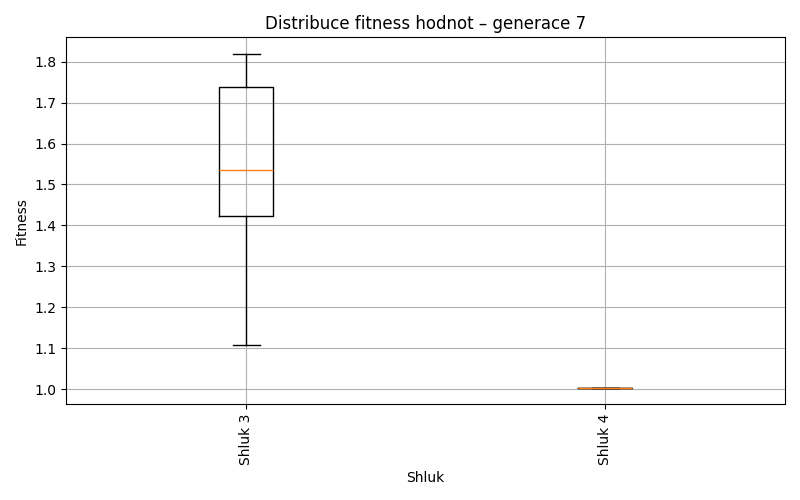 Distribuce fitness hodnot – generace 7
Fitness
1.8
1.7
1.6
1.5
1.4
1.3
1.2
1.1
1.0
Shluk 3
Shluk 4
Shluk